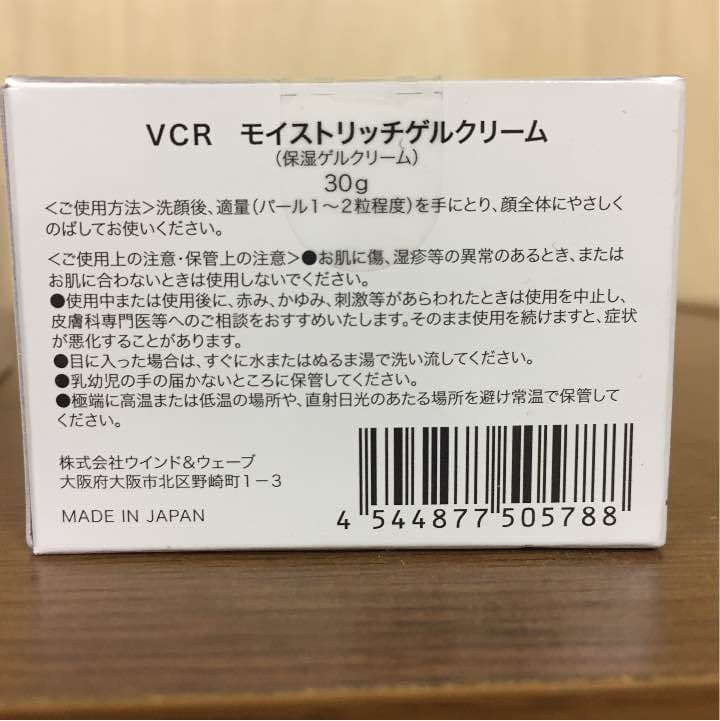 VCR モイストリッチゲルクリーム
(保湿ゲルクリーム)
30g
<ご使用方法>洗顔後、適量(パール1〜2粒程度)を手にとり、顔全体にやさしく
のばしてお使いください。
<ご使用上の注意・保管上の注意>●お肌に傷、湿疹等の異常のあるとき、または
お肌に合わないときは使用しないでください。
●使用中または使用後に、赤み、かゆみ、刺激等があらわれたときは使用を中止し、
皮膚科専門医等へのご相談をおすすめいたします。そのまま使用を続けますと、症状
が悪化することがあります。
●目に入った場合は、すぐに水またはぬるま湯で洗い流してください。
●乳幼児の手の届かないところに保管してください。
●極端に高温または低温の場所や、直射日光のあたる場所を避け常温で保管して
ください。
株式会社ウインド&ウェーブ
大阪府大阪市北区野崎町1-3
MADE IN JAPAN
4 544877 505788